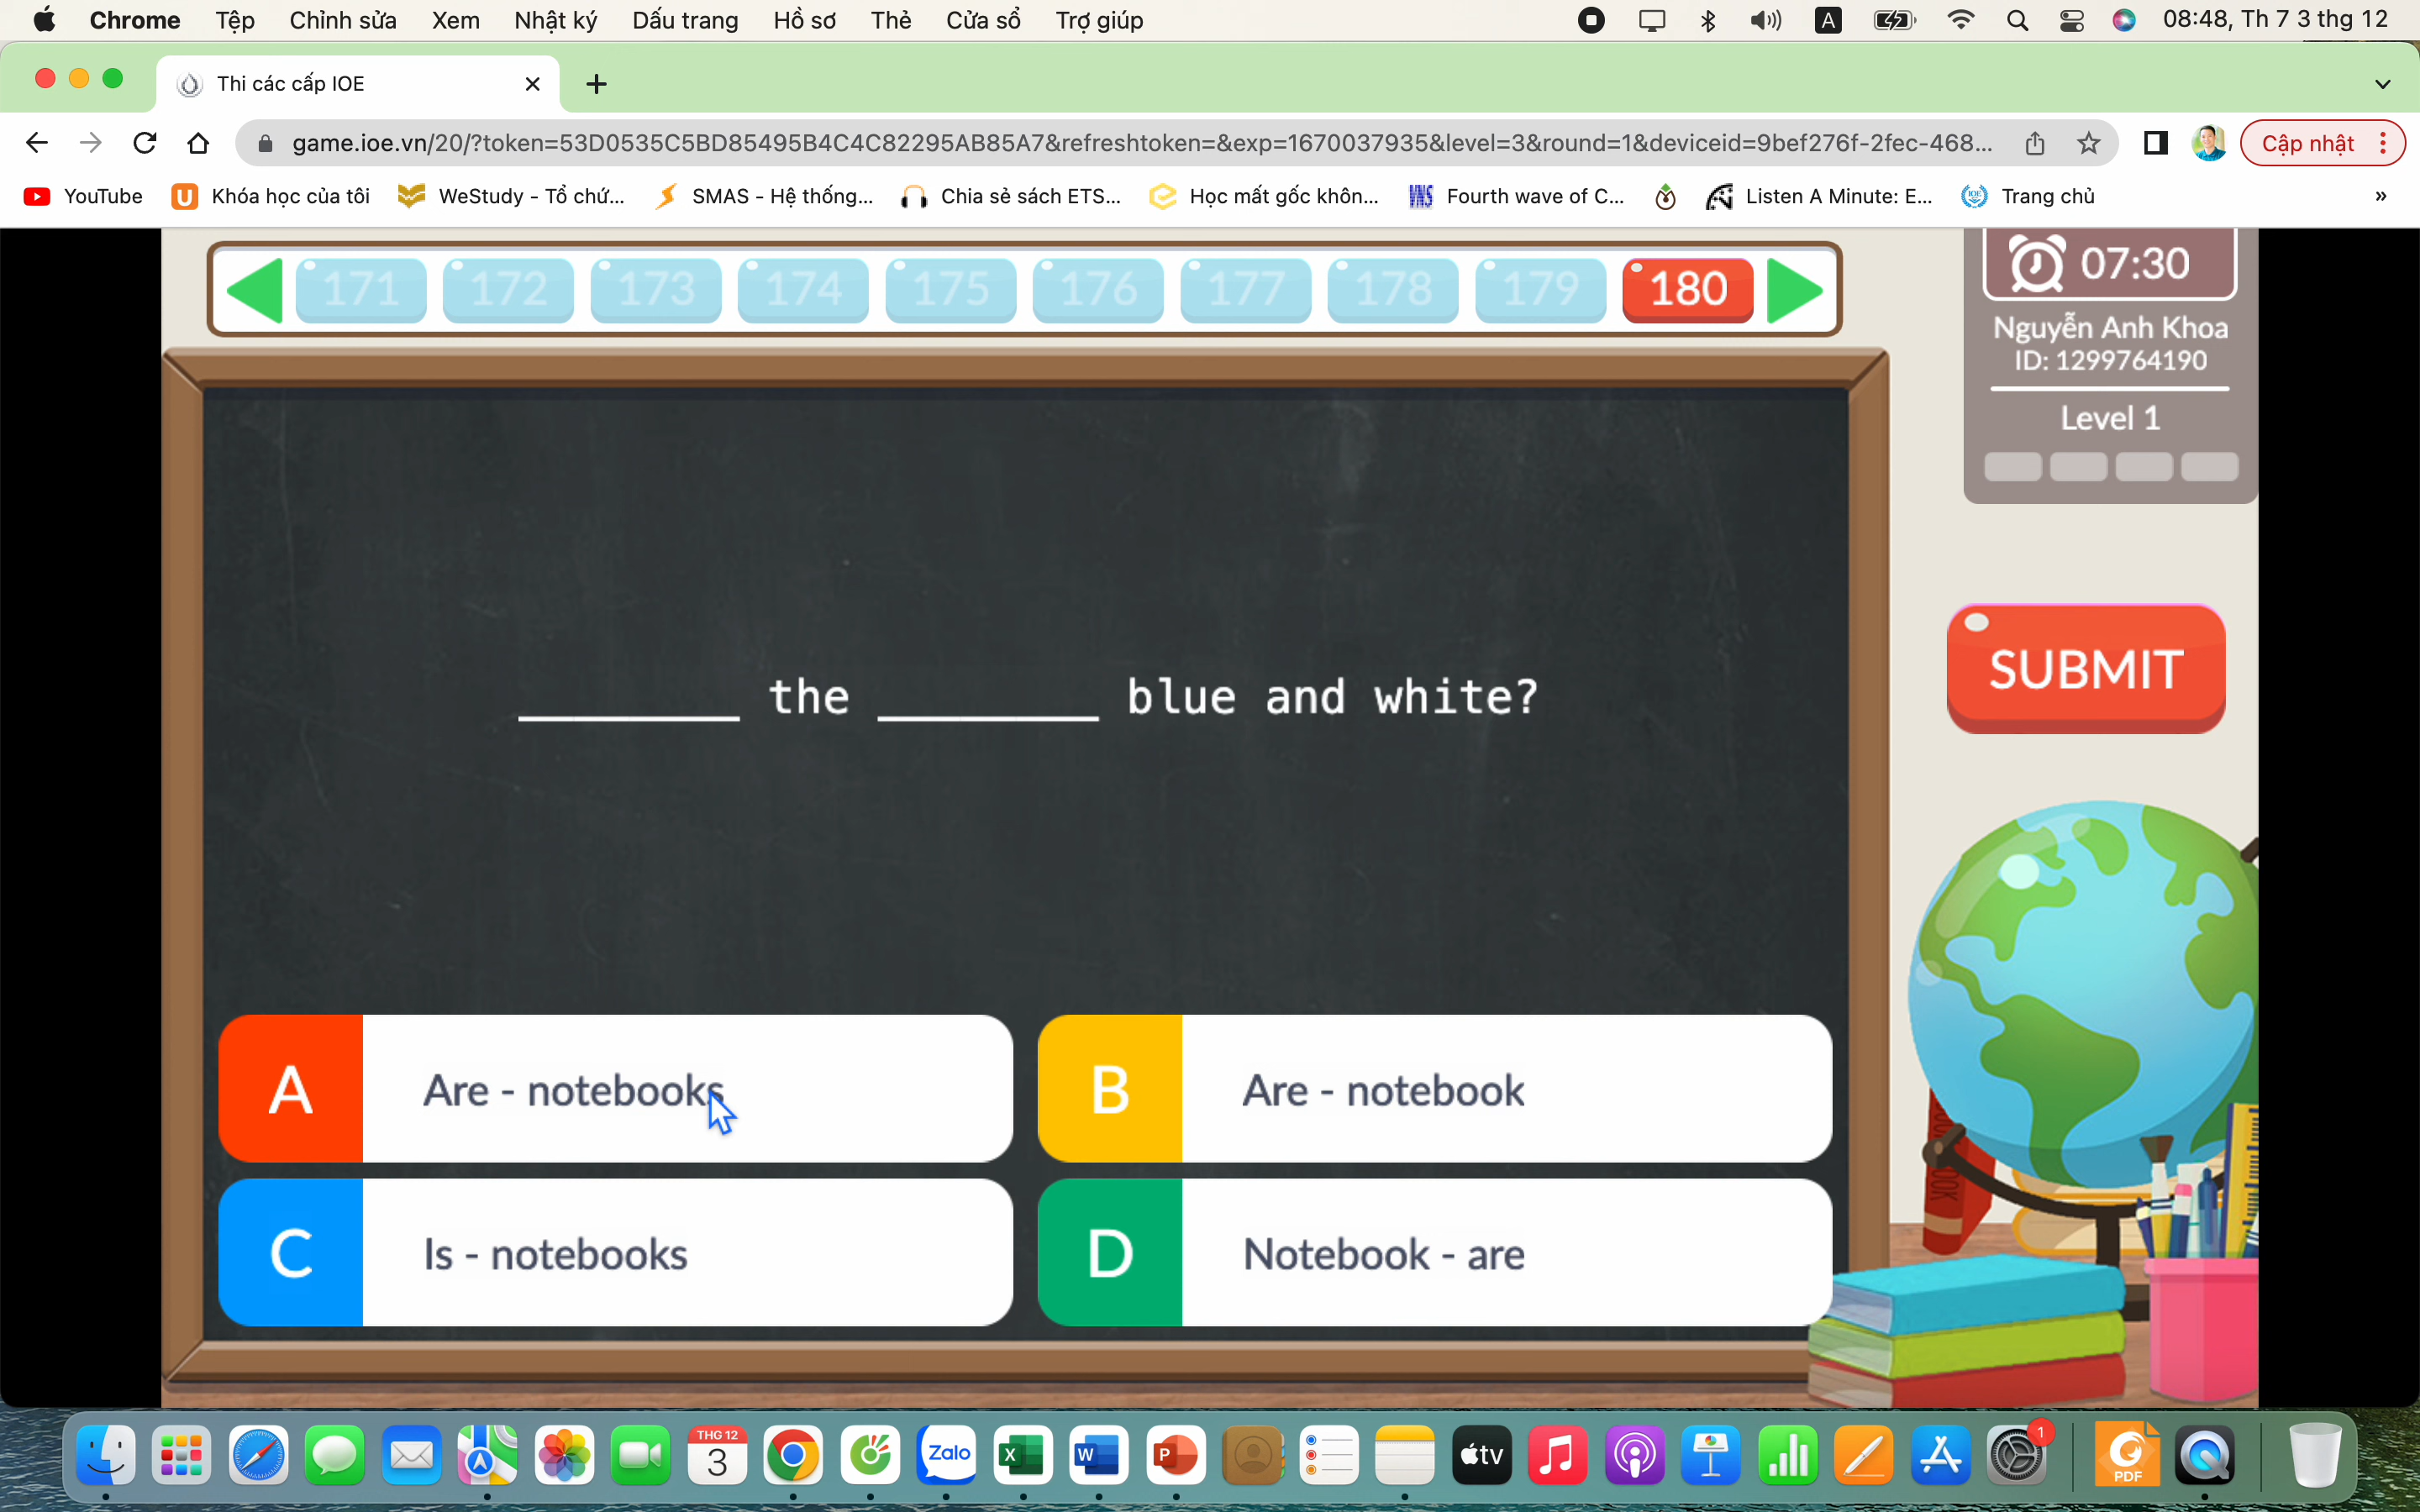 Chrome Tệp Chỉnh sửa Xem Nhật ký Dấu trang Hồ sơ Thẻ Cửa sổ Trợ giúp A 08:48, Th 7 3 thg 12
Thi các cấp IOE
game.ioe.vn/20/?token=53D0535C5BD85495B4C4C82295AB85A7&refreshtoken=&exp=1670037935&level=3&round=1&deviceid=9bef276f-2fec-468... Cập nhật
YouTube Khóa học của tôi WeStudy - Tổ chứ... SMAS - Hệ thống... Chia sẻ sách ETS... Học mất gốc khôn... Fourth wave of C... Listen A Minute: E... Trang chủ »
171 172 173 174 175 176 177 178 179 180
07:30
Nguyễn Anh Khoa
ID: 1299764190
Level 1
SUBMIT
________ the ________ blue and white?
A Are - notebooks
B Are - notebook
C Is - notebooks
D Notebook - are
BOOK
THG 12
3
Zalo
X
W
P
tv
1
PDF